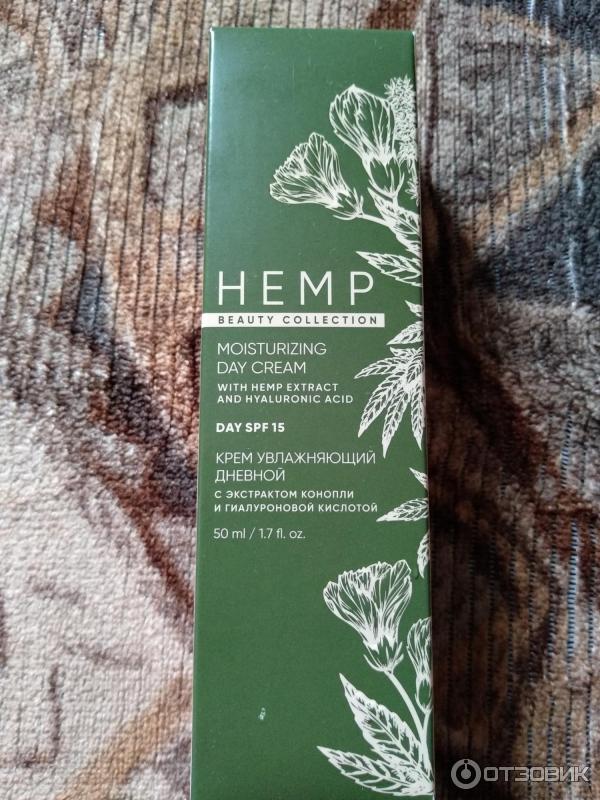 HEMP
BEAUTY COLLECTION
MOISTURIZING
DAY CREAM
WITH HEMP EXTRACT
AND HYALURONIC ACID
DAY SPF 15
КРЕМ УВЛАЖНЯЮЩИЙ
ДНЕВНОЙ
С ЭКСТРАКТОМ КОНОПЛИ
И ГИАЛУРОНОВОЙ КИСЛОТОЙ
50 ml / 1.7 fl. oz.
ОТЗОВИК